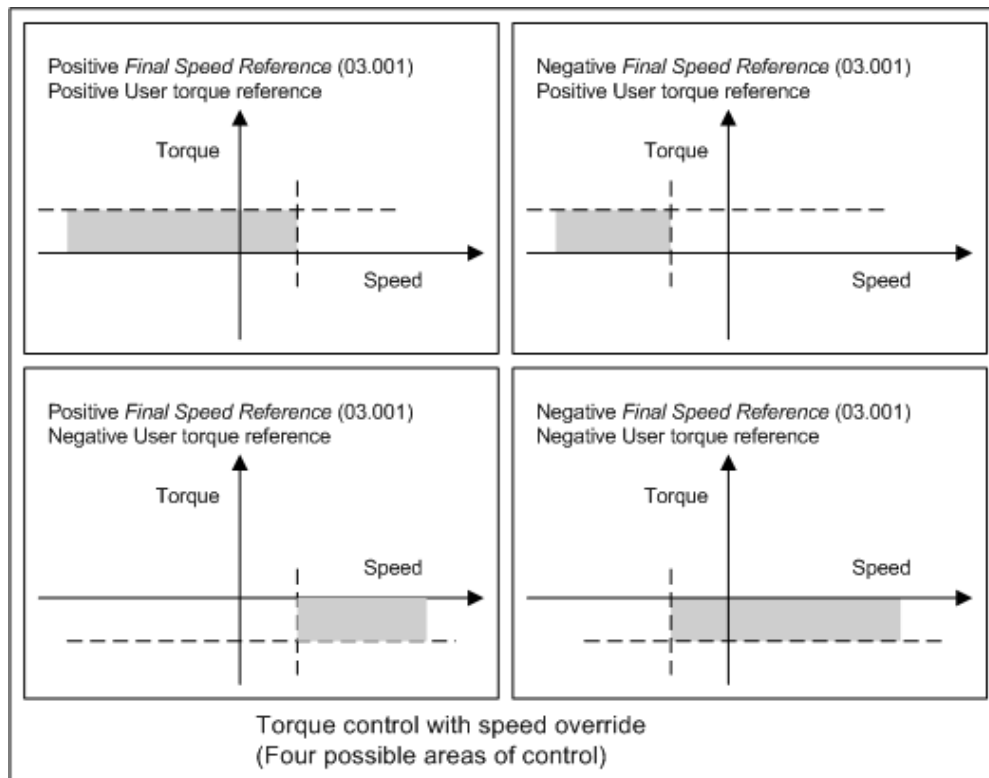 Positive Final Speed Reference (03.001)
Positive User torque reference
Torque
Speed
Negative Final Speed Reference (03.001)
Positive User torque reference
Torque
Speed
Positive Final Speed Reference (03.001)
Negative User torque reference
Torque
Speed
Negative Final Speed Reference (03.001)
Negative User torque reference
Torque
Speed
Torque control with speed override
(Four possible areas of control)